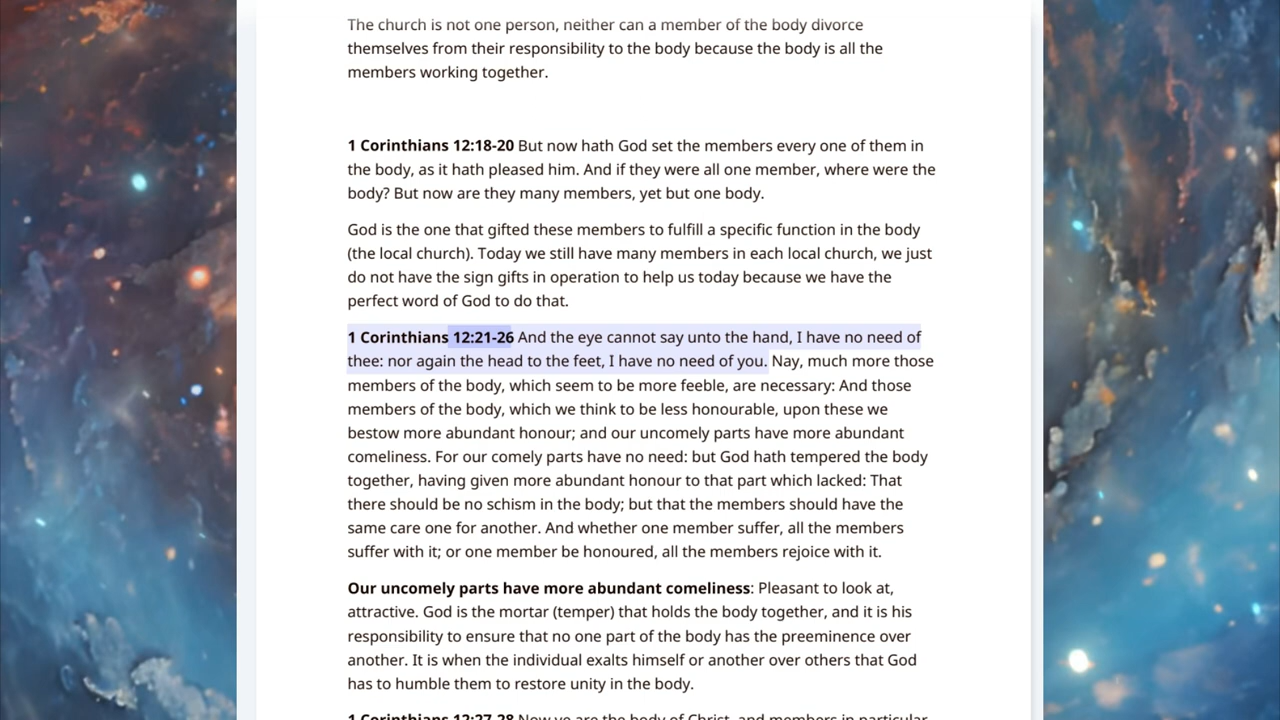 The church is not one person, neither can a member of the body divorce
themselves from their responsibility to the body because the body is all the
members working together.
1 Corinthians 12:18-20 But now hath God set the members every one of them in
the body, as it hath pleased him. And if they were all one member, where were the
body? But now are they many members, yet but one body.
God is the one that gifted these members to fulfill a specific function in the body
(the local church). Today we still have many members in each local church, we just
do not have the sign gifts in operation to help us today because we have the
perfect word of God to do that.
1 Corinthians 12:21-26 And the eye cannot say unto the hand, I have no need of
thee: nor again the head to the feet, I have no need of you. Nay, much more those
members of the body, which seem to be more feeble, are necessary: And those
members of the body, which we think to be less honourable, upon these we
bestow more abundant honour; and our uncomely parts have more abundant
comeliness. For our comely parts have no need: but God hath tempered the body
together, having given more abundant honour to that part which lacked: That
there should be no schism in the body; but that the members should have the
same care one for another. And whether one member suffer, all the members
suffer with it; or one member be honoured, all the members rejoice with it.
Our uncomely parts have more abundant comeliness: Pleasant to look at,
attractive. God is the mortar (temper) that holds the body together, and it is his
responsibility to ensure that no one part of the body has the preeminence over
another. It is when the individual exalts himself or another over others that God
has to humble them to restore unity in the body.
1 Corinthians 12:27-28 Now ye are the body of Christ, and members in particular.